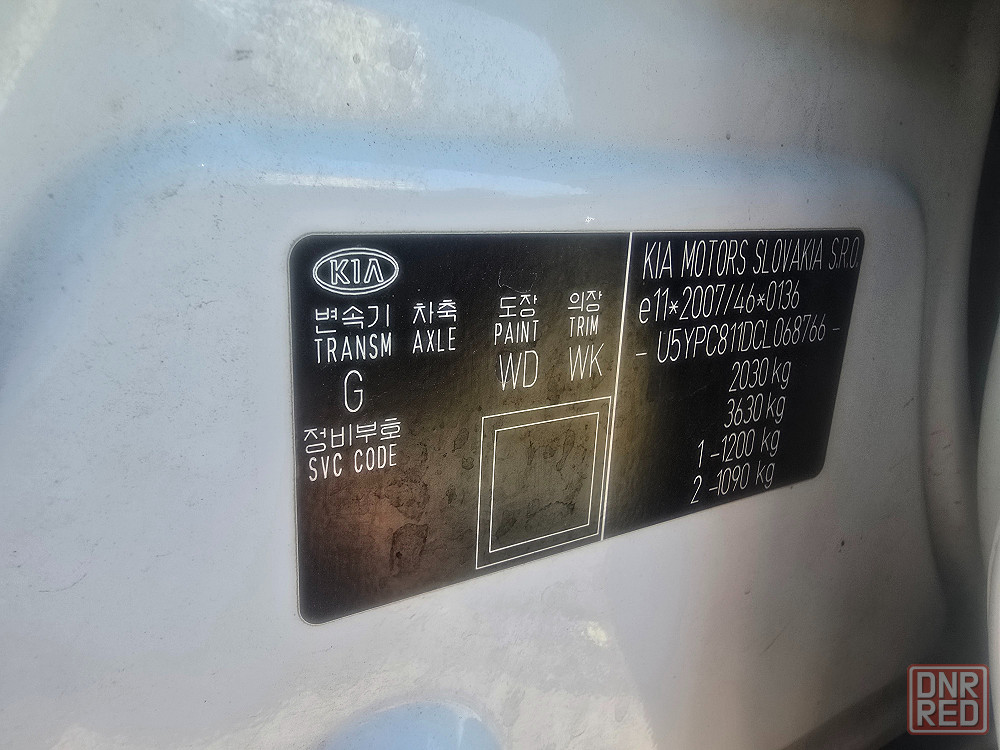 KIA
변속기 차축 도장 의장
TRANSM AXLE PAINT TRIM
G WD WK
정비부호
SVC CODE
KIA MOTORS SLOVAKIA S.R.O.
e11*2007/46*0136
- U5YPC811DCL068766 -
2030 kg
3630 kg
1 -1200 kg
2 -1090 kg
DNR
RED